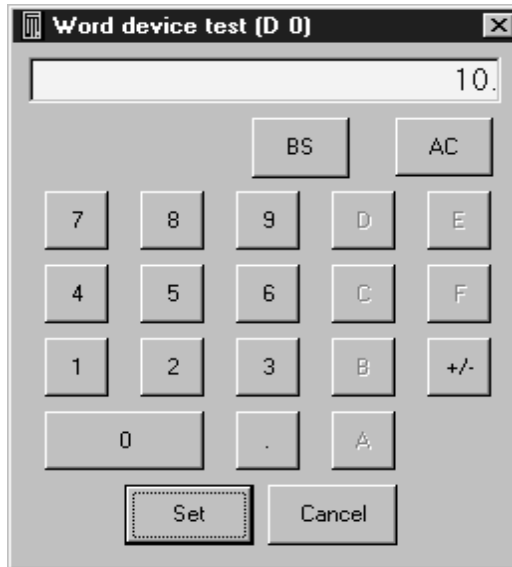 Word device test (D 0)
10.
BS AC
7 8 9 D E
4 5 6 C F
1 2 3 B +/-
0 . A
Set Cancel